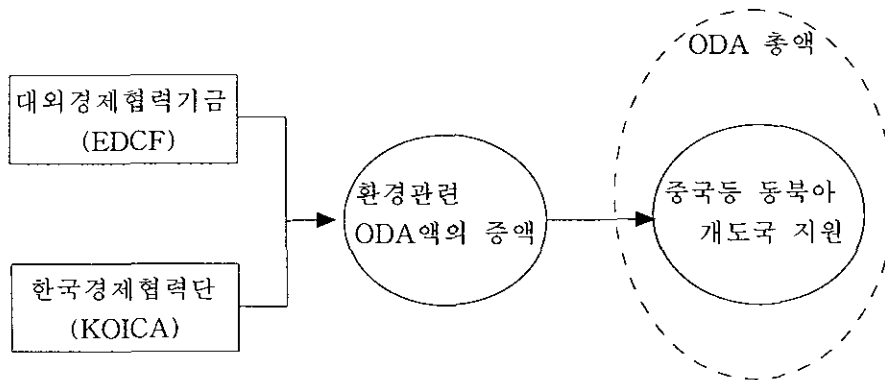 ODA 총액
대외경제협력기금
(EDCF)
환경관련
ODA액의 증액
중국등 동북아
개도국 지원
한국경제협력단
(KOICA)